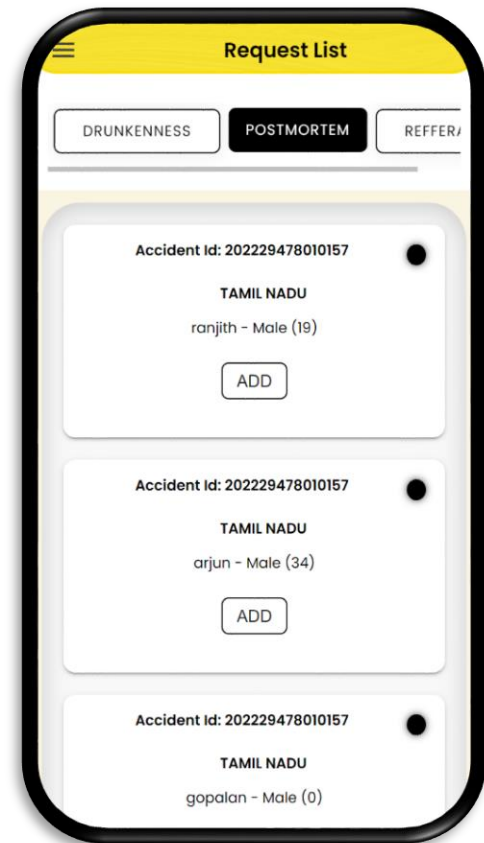 Request List
DRUNKENNESS
POSTMORTEM
REFFERA
Accident Id: 202229478010157
TAMIL NADU
ranjith - Male (19)
ADD
Accident Id: 202229478010157
TAMIL NADU
arjun - Male (34)
ADD
Accident Id: 202229478010157
TAMIL NADU
gopalan - Male (0)